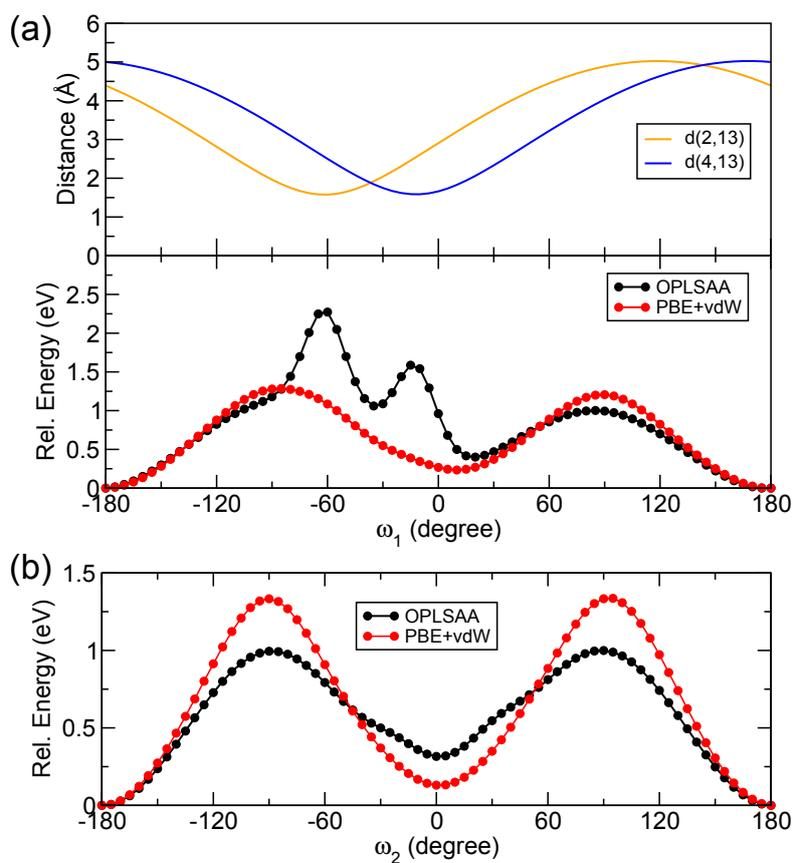 (a)
6
5
4
3
2
1
0
Distance (Å)
d(2,13)
d(4,13)
2.5
2
1.5
1
0.5
0
Rel. Energy (eV)
OPLSAA
PBE+vdW
-180 -120 -60 0 60 120 180
ω1 (degree)
(b)
1.5
1
0.5
0
Rel. Energy (eV)
OPLSAA
PBE+vdW
-180 -120 -60 0 60 120 180
ω2 (degree)